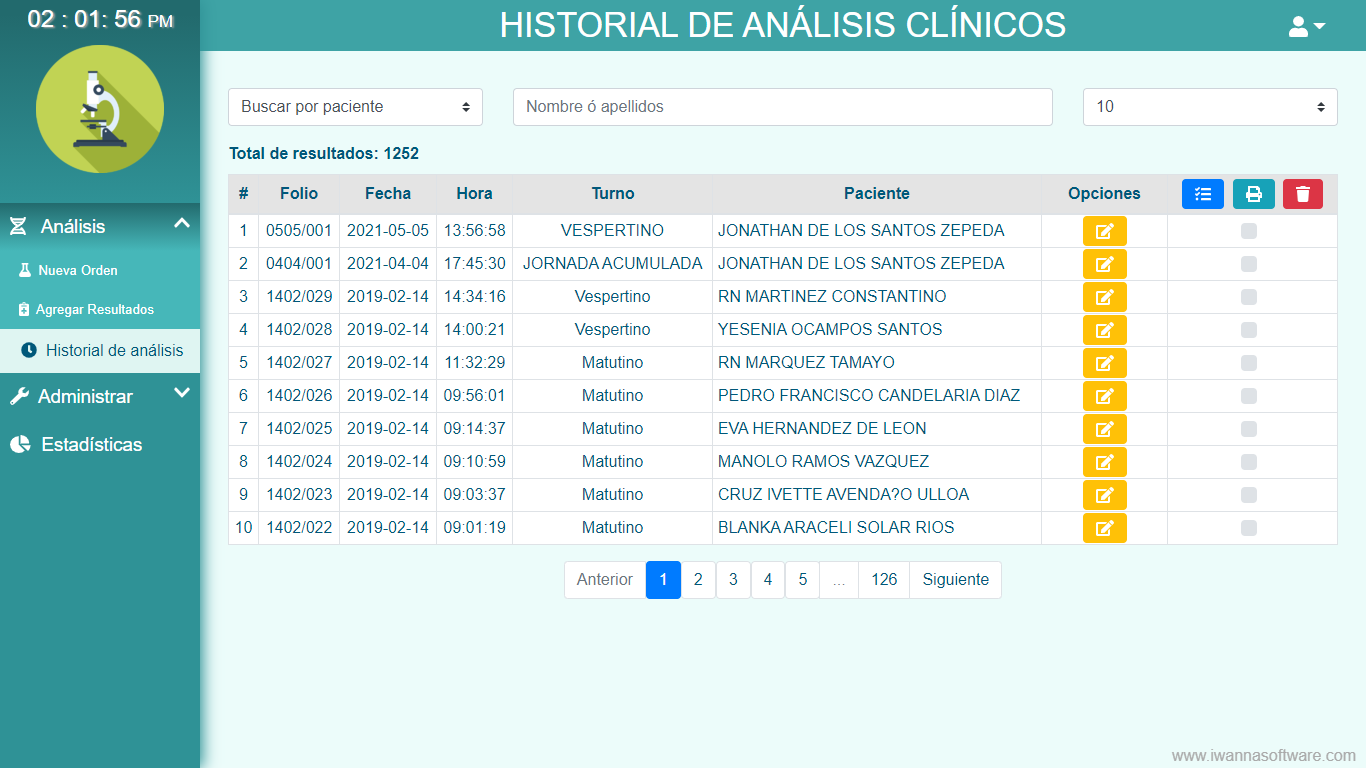 02 : 01: 56 PM
HISTORIAL DE ANÁLISIS CLÍNICOS
Análisis
Nueva Orden
Agregar Resultados
Historial de análisis
Administrar
Estadísticas
Buscar por paciente Nombre ó apellidos 10
Total de resultados: 1252
# Folio Fecha Hora Turno Paciente Opciones
1 0505/001 2021-05-05 13:56:58 VESPERTINO JONATHAN DE LOS SANTOS ZEPEDA
2 0404/001 2021-04-04 17:45:30 JORNADA ACUMULADA JONATHAN DE LOS SANTOS ZEPEDA
3 1402/029 2019-02-14 14:34:16 Vespertino RN MARTINEZ CONSTANTINO
4 1402/028 2019-02-14 14:00:21 Vespertino YESENIA OCAMPOS SANTOS
5 1402/027 2019-02-14 11:32:29 Matutino RN MARQUEZ TAMAYO
6 1402/026 2019-02-14 09:56:01 Matutino PEDRO FRANCISCO CANDELARIA DIAZ
7 1402/025 2019-02-14 09:14:37 Matutino EVA HERNANDEZ DE LEON
8 1402/024 2019-02-14 09:10:59 Matutino MANOLO RAMOS VAZQUEZ
9 1402/023 2019-02-14 09:03:37 Matutino CRUZ IVETTE AVENDA?O ULLOA
10 1402/022 2019-02-14 09:01:19 Matutino BLANKA ARACELI SOLAR RIOS
Anterior 1 2 3 4 5 ... 126 Siguiente
www.iwannasoftware.com